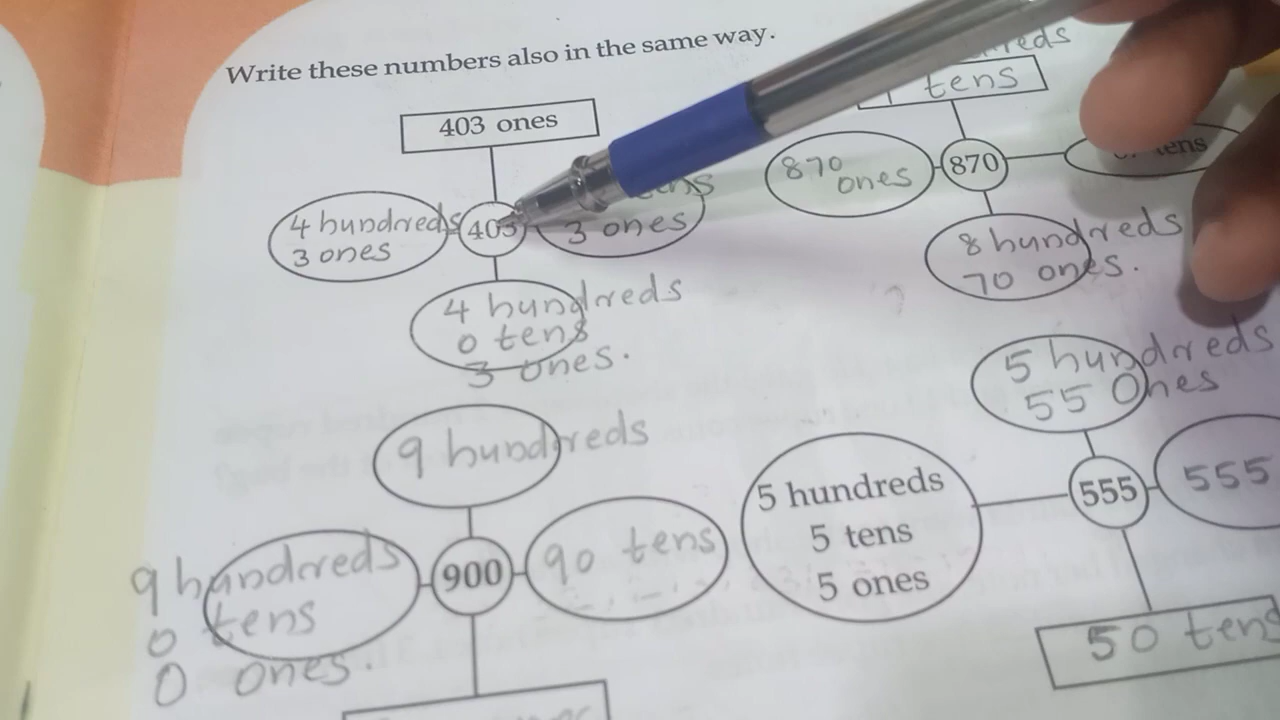 Write these numbers also in the same way.
403 ones
4 hundreds
3 ones
403
3 ones
4 hundreds
0 tens
3 ones.
tens
870
ones
870
tens
8 hundreds
70 ones.
9 hundreds
9 hundreds
0 tens
0 ones.
900
90 tens
5 hundreds
55 Ones
5 hundreds
5 tens
5 ones
555
555
50 tens